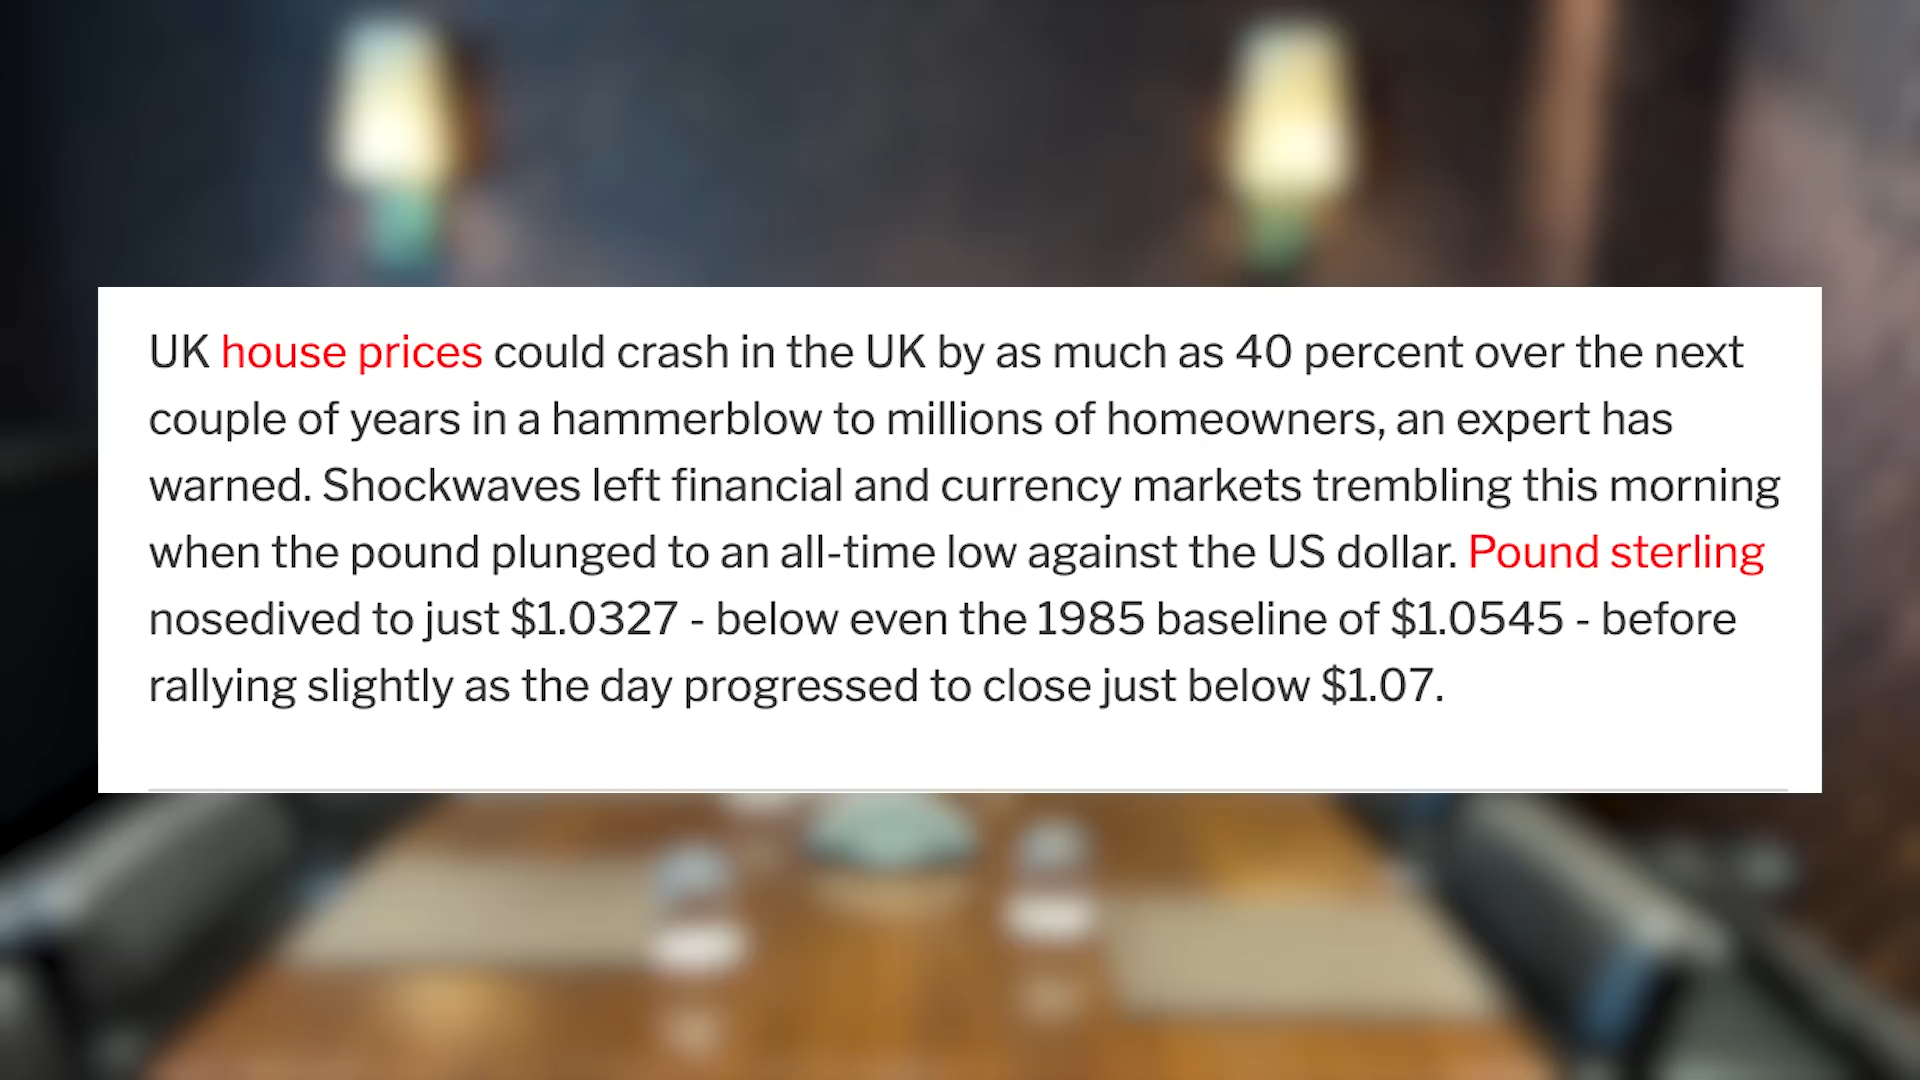 UK house prices could crash in the UK by as much as 40 percent over the next
couple of years in a hammerblow to millions of homeowners, an expert has
warned. Shockwaves left financial and currency markets trembling this morning
when the pound plunged to an all-time low against the US dollar. Pound sterling
nosedived to just $1.0327 - below even the 1985 baseline of $1.0545 - before
rallying slightly as the day progressed to close just below $1.07.